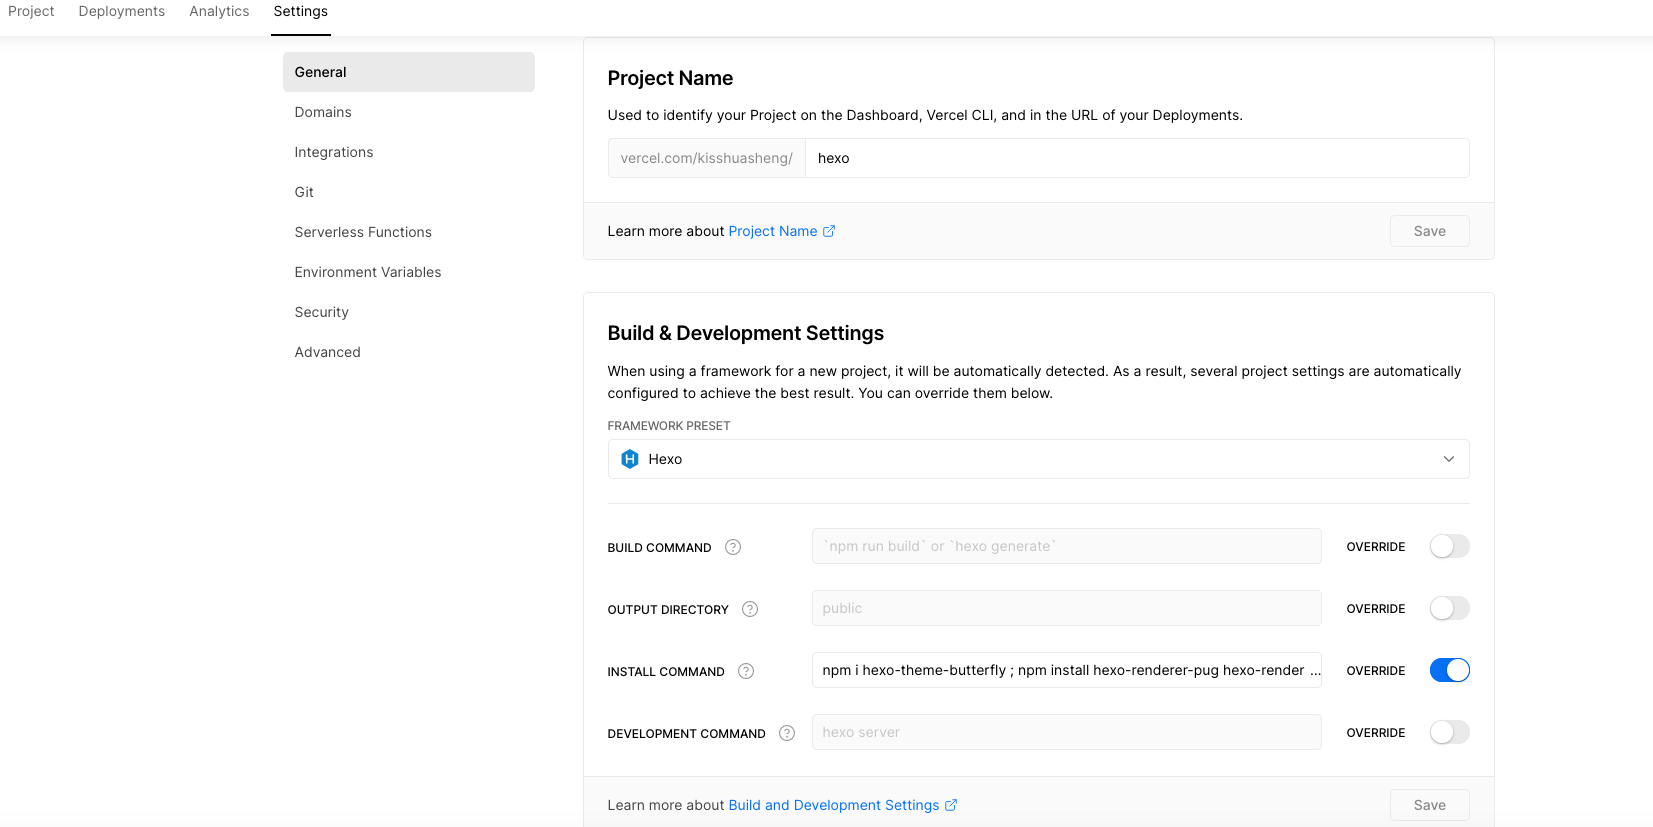 Project Deployments Analytics Settings
General
Domains
Integrations
Git
Serverless Functions
Environment Variables
Security
Advanced
Project Name
Used to identify your Project on the Dashboard, Vercel CLI, and in the URL of your Deployments.
vercel.com/kisshuasheng/ hexo
Learn more about Project Name Save
Build & Development Settings
When using a framework for a new project, it will be automatically detected. As a result, several project settings are automatically
configured to achieve the best result. You can override them below.
FRAMEWORK PRESET
H Hexo
BUILD COMMAND ? `npm run build` or `hexo generate` OVERRIDE
OUTPUT DIRECTORY ? public OVERRIDE
INSTALL COMMAND ? npm i hexo-theme-butterfly ; npm install hexo-renderer-pug hexo-render ... OVERRIDE
DEVELOPMENT COMMAND ? hexo server OVERRIDE
Learn more about Build and Development Settings Save